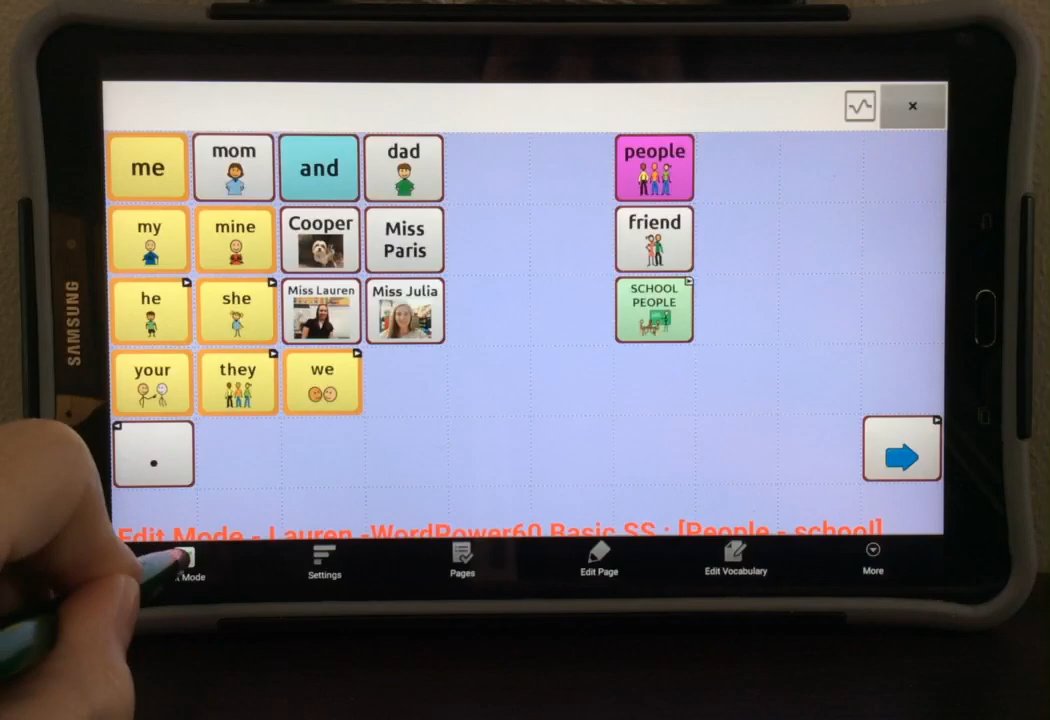 SAMSUNG
×
me
mom
and
dad
people
my
mine
Cooper
Miss
Paris
friend
he
she
Miss Lauren
Miss Julia
SCHOOL
PEOPLE
your
they
we
.
Edit Mode - Lauren -WordPower60 Basic SS : [People - school]
Mode
Settings
Pages
Edit Page
Edit Vocabulary
More